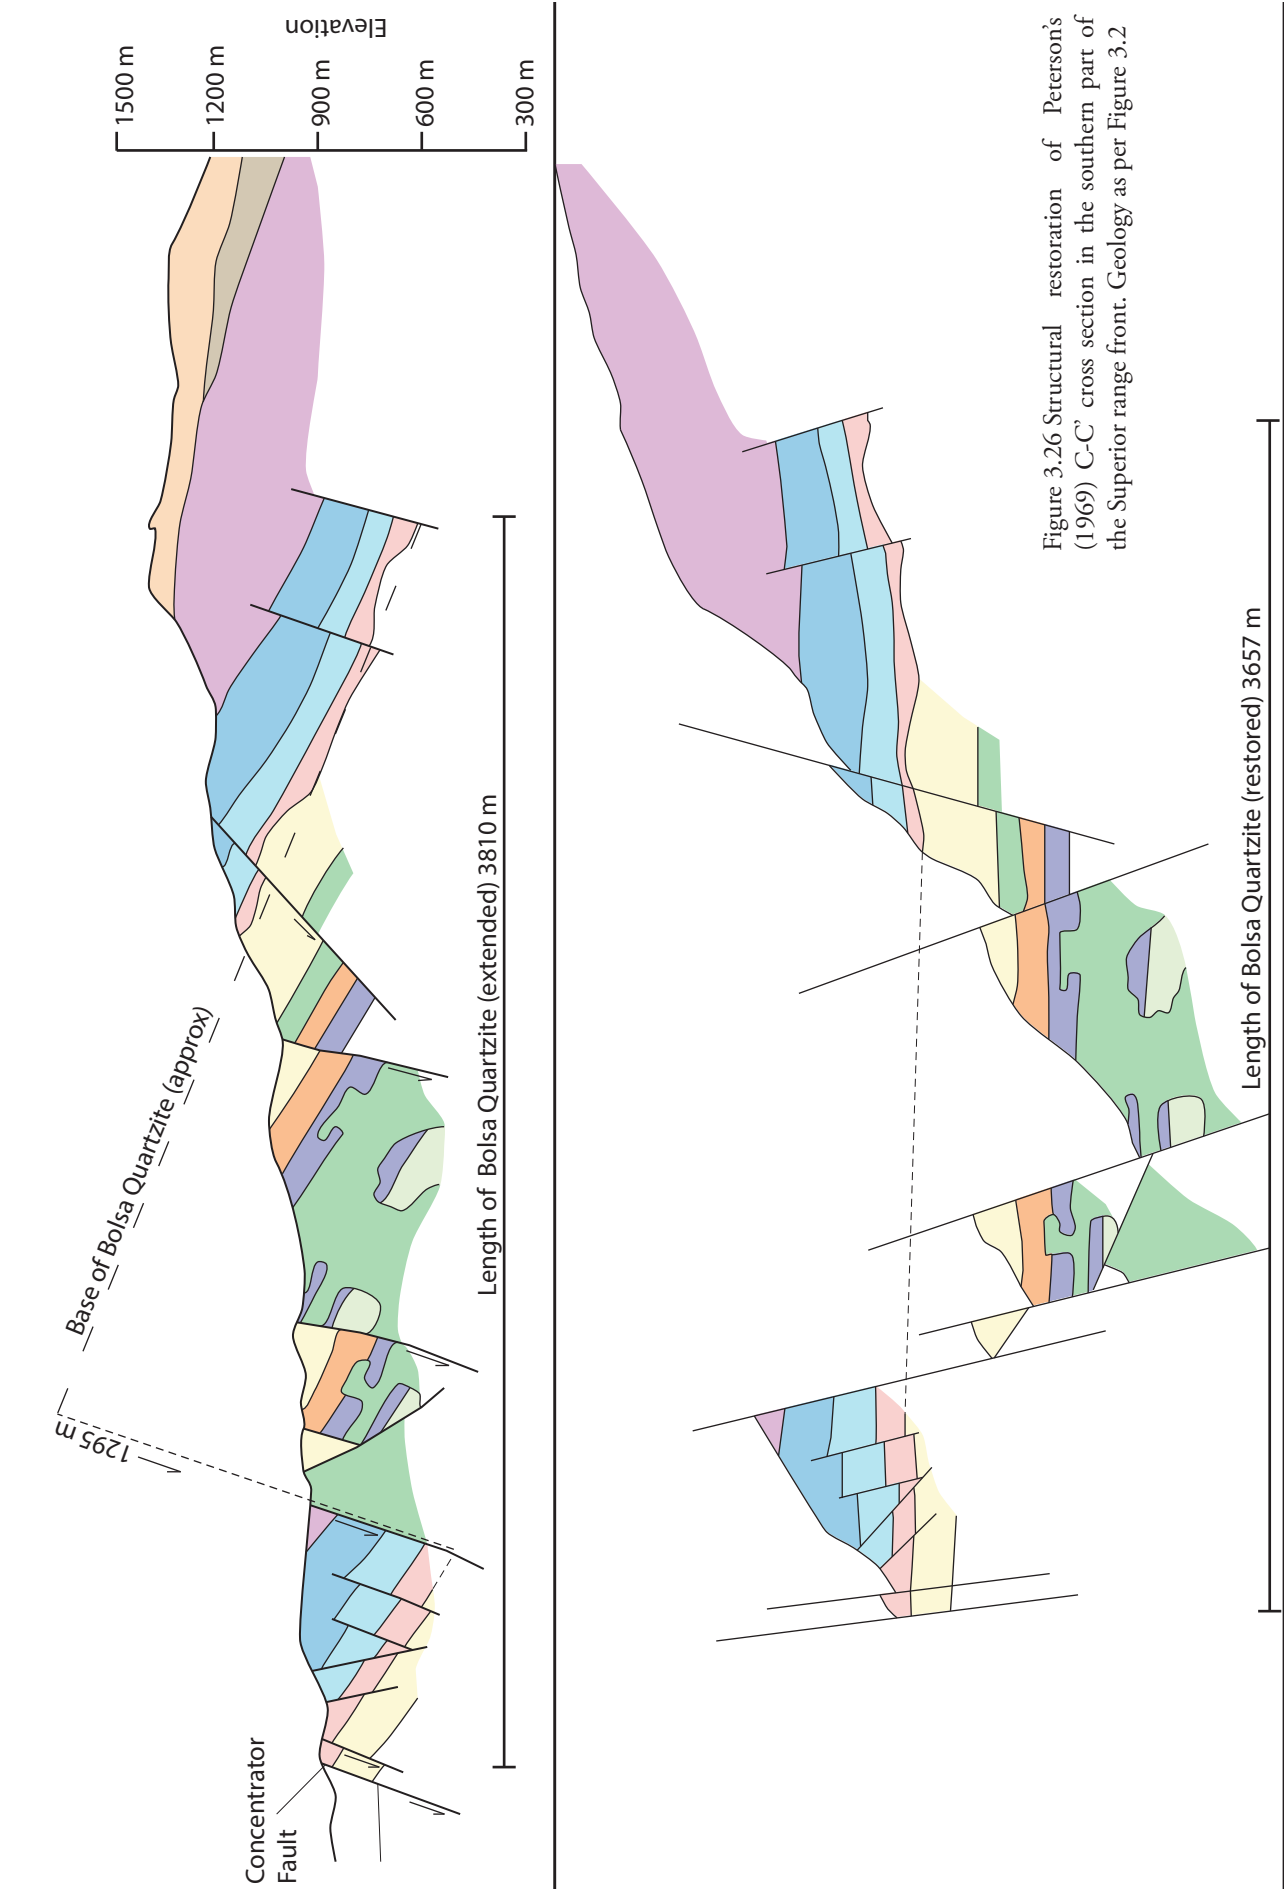 Elevation
1500 m
1200 m
900 m
600 m
300 m
Base of Bolsa Quartzite (approx)
1295 m
Length of Bolsa Quartzite (extended) 3810 m
Concentrator
Fault
Length of Bolsa Quartzite (restored) 3657 m
Figure 3.26 Structural restoration of Peterson's
(1969) C-C' cross section in the southern part of
the Superior range front. Geology as per Figure 3.2